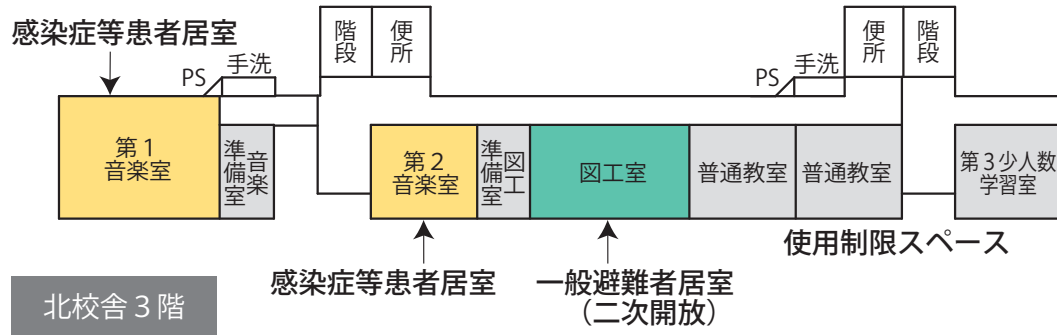 感染症等患者居室
階段
便所
便所
階段
PS
手洗
PS
手洗
第１
音楽室
音楽
準備室
第２
音楽室
図工
準備室
図工室
普通教室
普通教室
第３少人数
学習室
使用制限スペース
感染症等患者居室
一般避難者居室
（二次開放）
北校舎３階